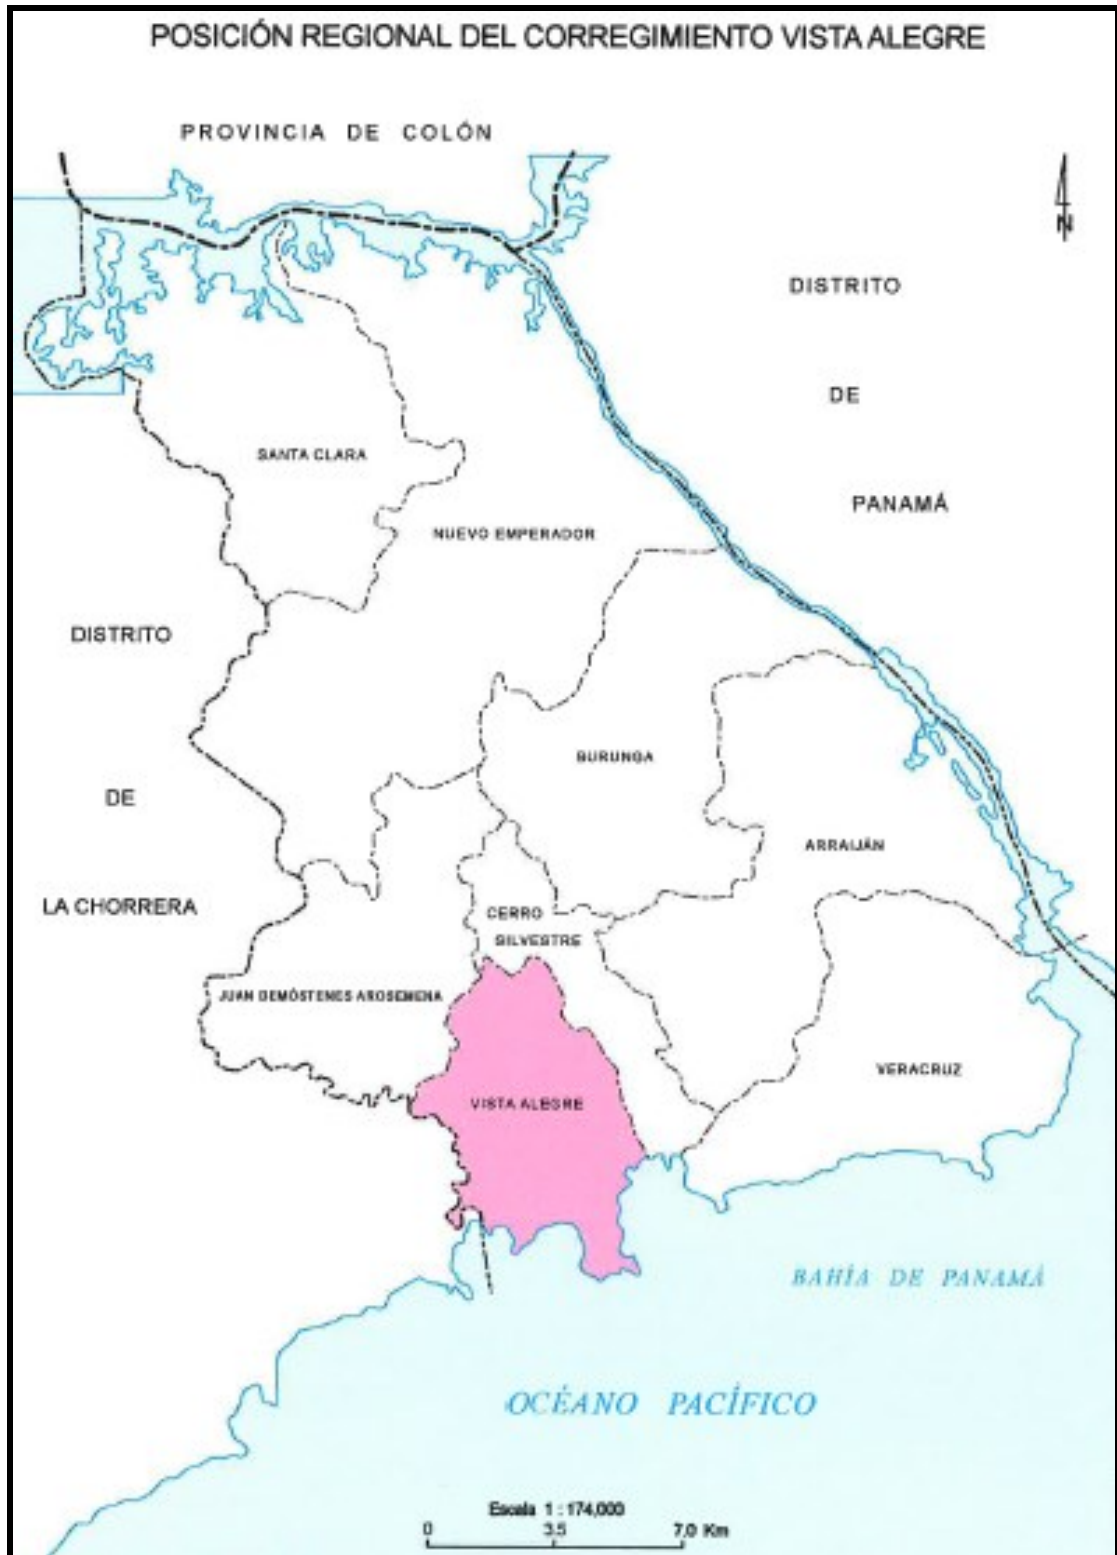 POSICIÓN REGIONAL DEL CORREGIMIENTO VISTA ALEGRE
PROVINCIA DE COLÓN
N
DISTRITO
DE
PANAMÁ
SANTA CLARA
NUEVO EMPERADOR
DISTRITO
DE
LA CHORRERA
BURUNGA
ARRAIJÁN
CERRO
SILVESTRE
JUAN DEMÓSTENES AROSEMENA
VISTA ALEGRE
VERACRUZ
BAHÍA DE PANAMÁ
OCÉANO PACÍFICO
Escala 1 : 174,000
0 3.5 7.0 Km